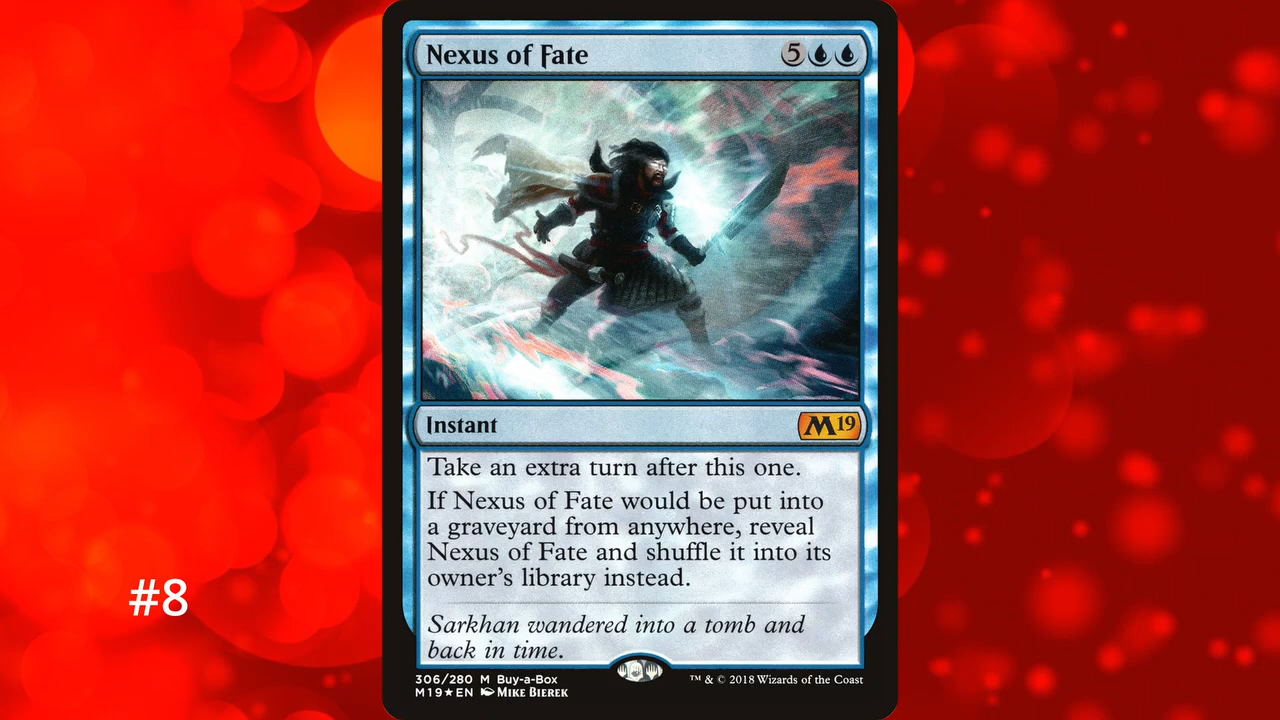 Nexus of Fate 5
Instant M19
Take an extra turn after this one.
If Nexus of Fate would be put into
a graveyard from anywhere, reveal
Nexus of Fate and shuffle it into its
owner's library instead.
Sarkhan wandered into a tomb and
back in time.
306/280 M Buy-a-Box
M19★EN Mike Bierek
™ & © 2018 Wizards of the Coast
#8